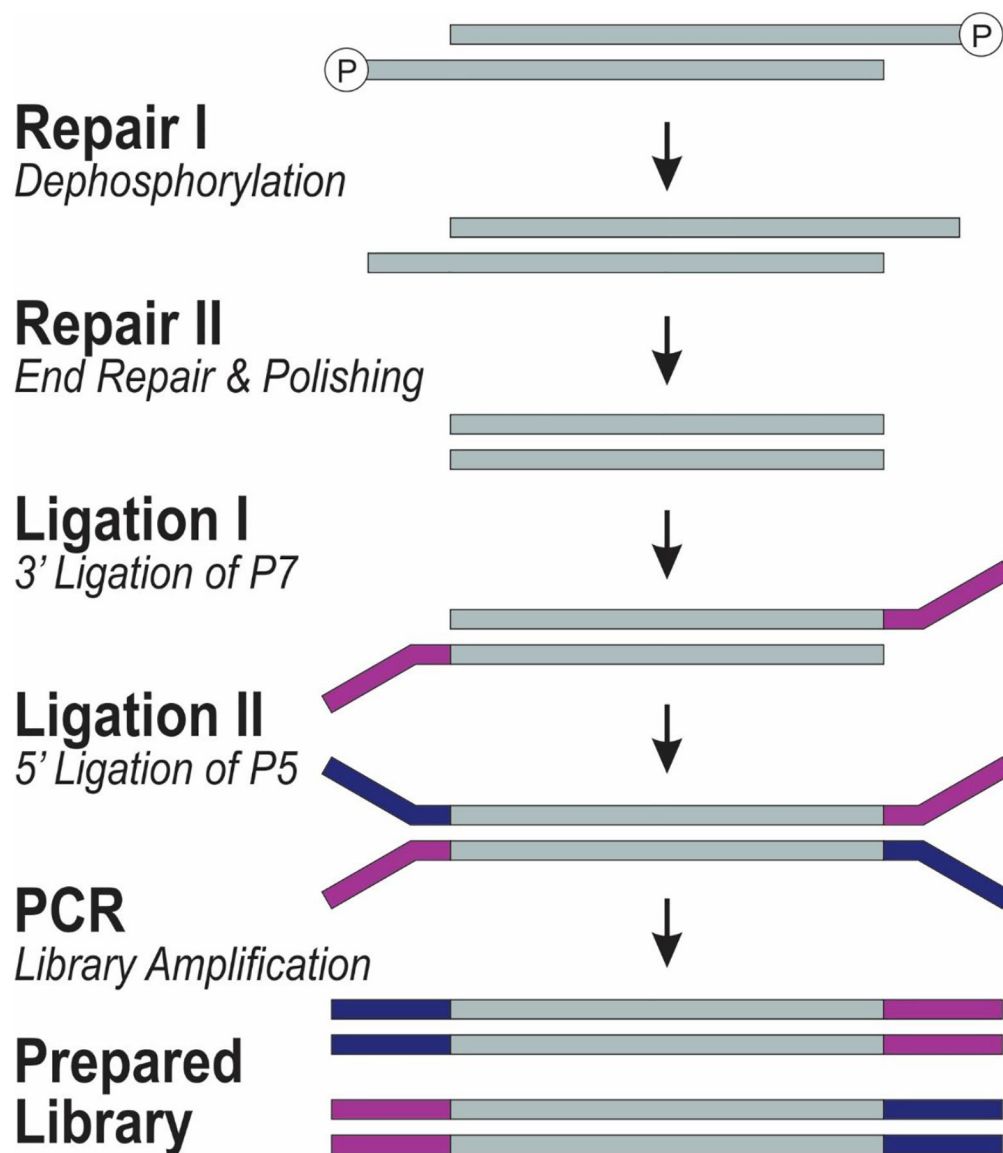 P
P
Repair I
Dephosphorylation
Repair II
End Repair & Polishing
Ligation I
3’ Ligation of P7
Ligation II
5’ Ligation of P5
PCR
Library Amplification
Prepared
Library